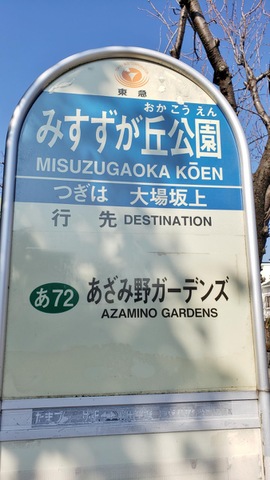 東急
おか こう えん
みすずが丘公園
MISUZUGAOKA KŌEN
つぎは 大場坂上
行先 DESTINATION
あ72 あざみ野ガーデンズ
AZAMINO GARDENS